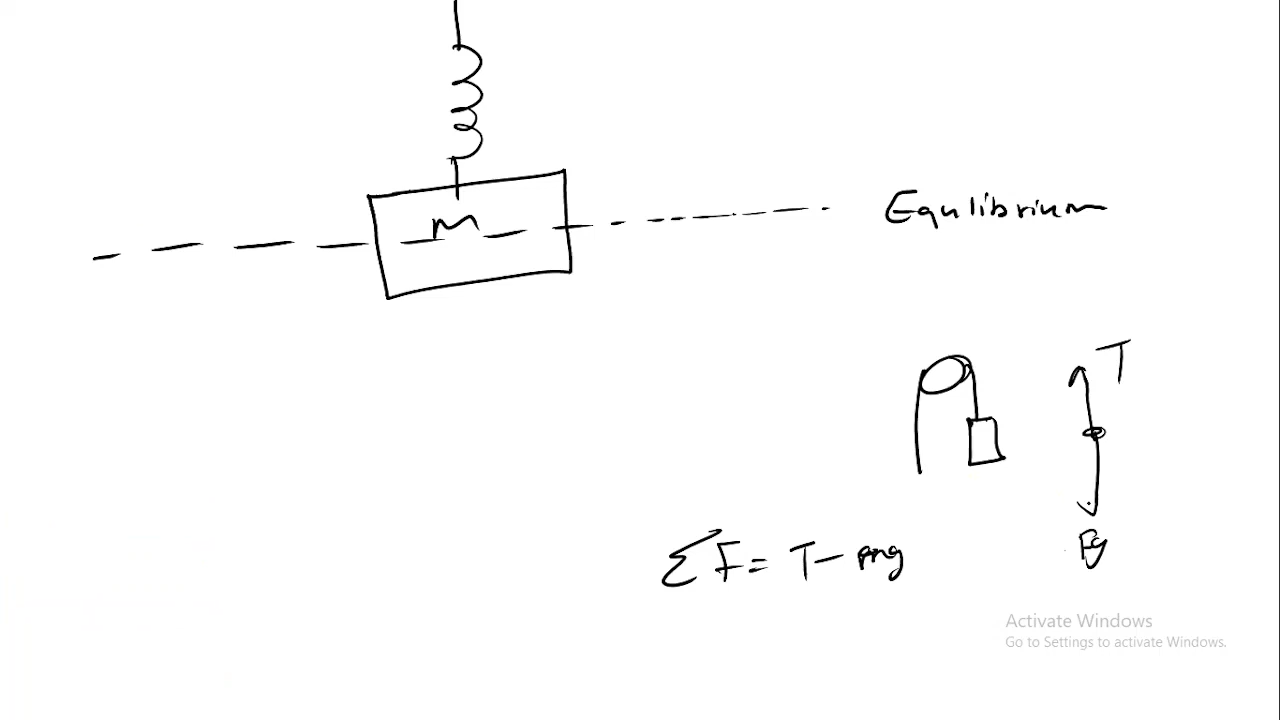 m
Equlibrium
T
Fg
ΣF = T - mg
Activate Windows
Go to Settings to activate Windows.